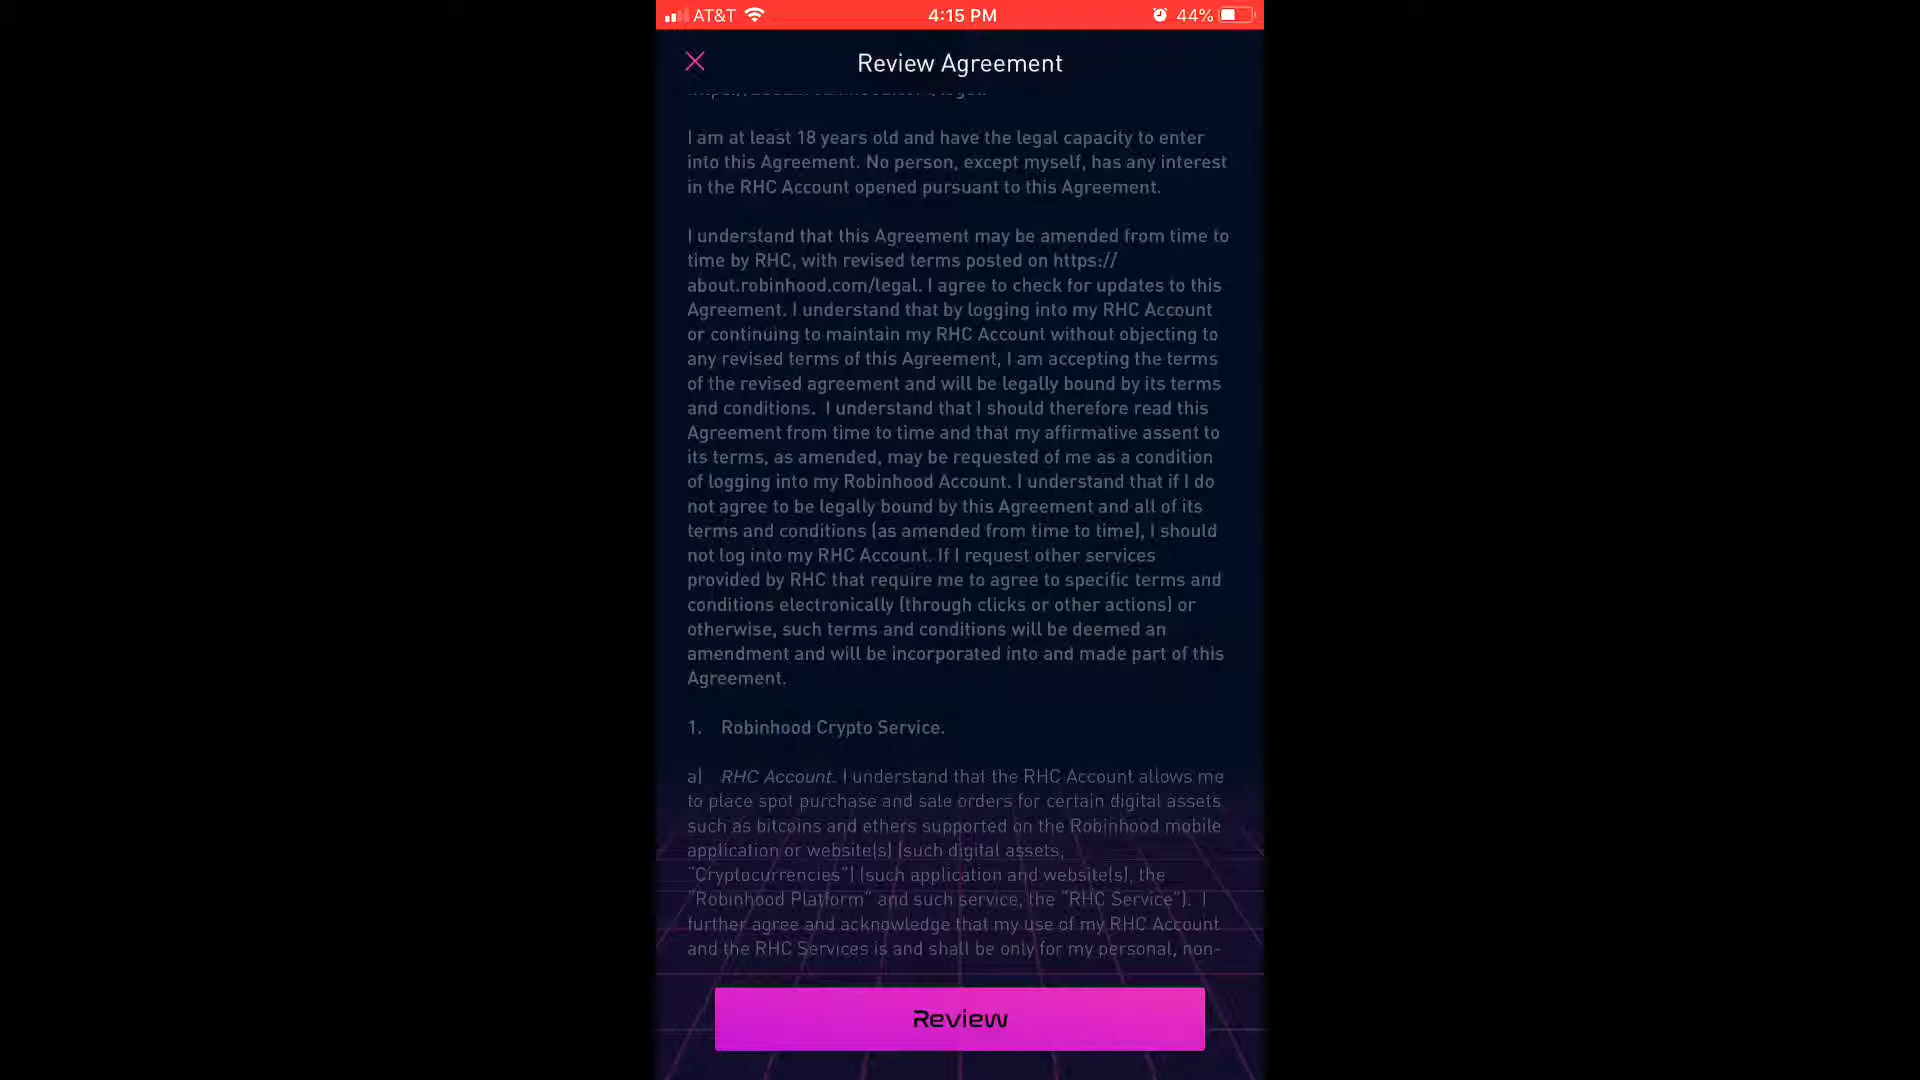 AT&T 4:15 PM 44%
Review Agreement
I am at least 18 years old and have the legal capacity to enter
into this Agreement. No person, except myself, has any interest
in the RHC Account opened pursuant to this Agreement.
I understand that this Agreement may be amended from time to
time by RHC, with revised terms posted on https://
about.robinhood.com/legal. I agree to check for updates to this
Agreement. I understand that by logging into my RHC Account
or continuing to maintain my RHC Account without objecting to
any revised terms of this Agreement, I am accepting the terms
of the revised agreement and will be legally bound by its terms
and conditions.  I understand that I should therefore read this
Agreement from time to time and that my affirmative assent to
its terms, as amended, may be requested of me as a condition
of logging into my Robinhood Account. I understand that if I do
not agree to be legally bound by this Agreement and all of its
terms and conditions (as amended from time to time), I should
not log into my RHC Account. If I request other services
provided by RHC that require me to agree to specific terms and
conditions electronically (through clicks or other actions) or
otherwise, such terms and conditions will be deemed an
amendment and will be incorporated into and made part of this
Agreement.
1. Robinhood Crypto Service.
a) RHC Account. I understand that the RHC Account allows me
to place spot purchase and sale orders for certain digital assets
such as bitcoins and ethers supported on the Robinhood mobile
application or website(s) (such digital assets,
“Cryptocurrencies”) (such application and website(s), the
“Robinhood Platform” and such service, the “RHC Service”).  I
further agree and acknowledge that my use of my RHC Account
and the RHC Services is and shall be only for my personal, non-
Review